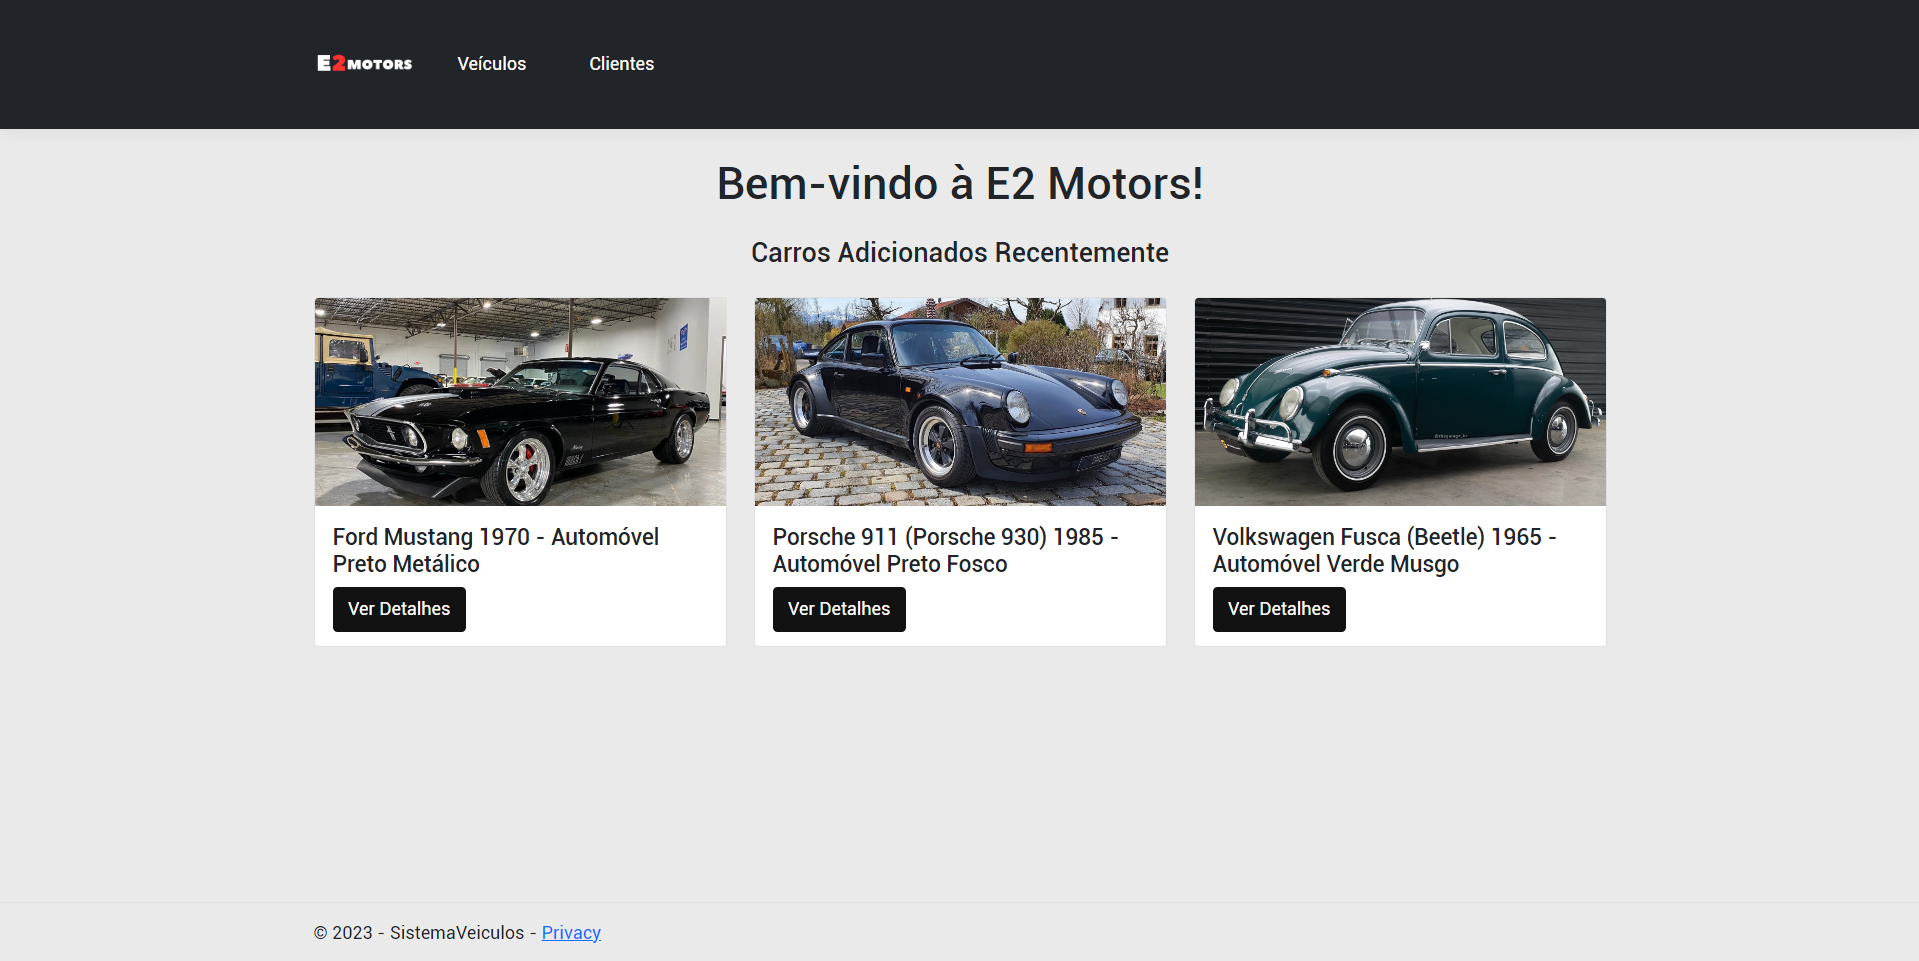 E2MOTORS
Veículos
Clientes
Bem-vindo à E2 Motors!
Carros Adicionados Recentemente
Ford Mustang 1970 - Automóvel
Preto Metálico
Ver Detalhes
Porsche 911 (Porsche 930) 1985 -
Automóvel Preto Fosco
Ver Detalhes
Volkswagen Fusca (Beetle) 1965 -
Automóvel Verde Musgo
Ver Detalhes
© 2023 - SistemaVeiculos - Privacy